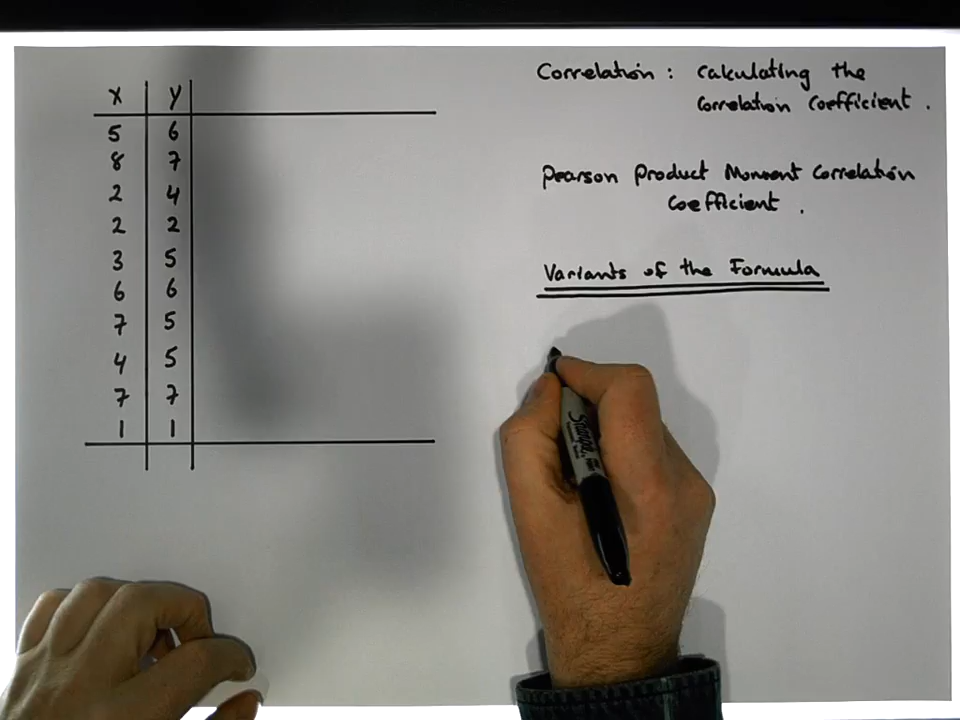 x y
5 6
8 7
2 4
2 2
3 5
6 6
7 5
4 5
7 7
1 1
Correlation : Calculating the
Correlation Coefficient .
Pearson Product Moment Correlation
Coefficient .
Variants of the Formula
Sharpie